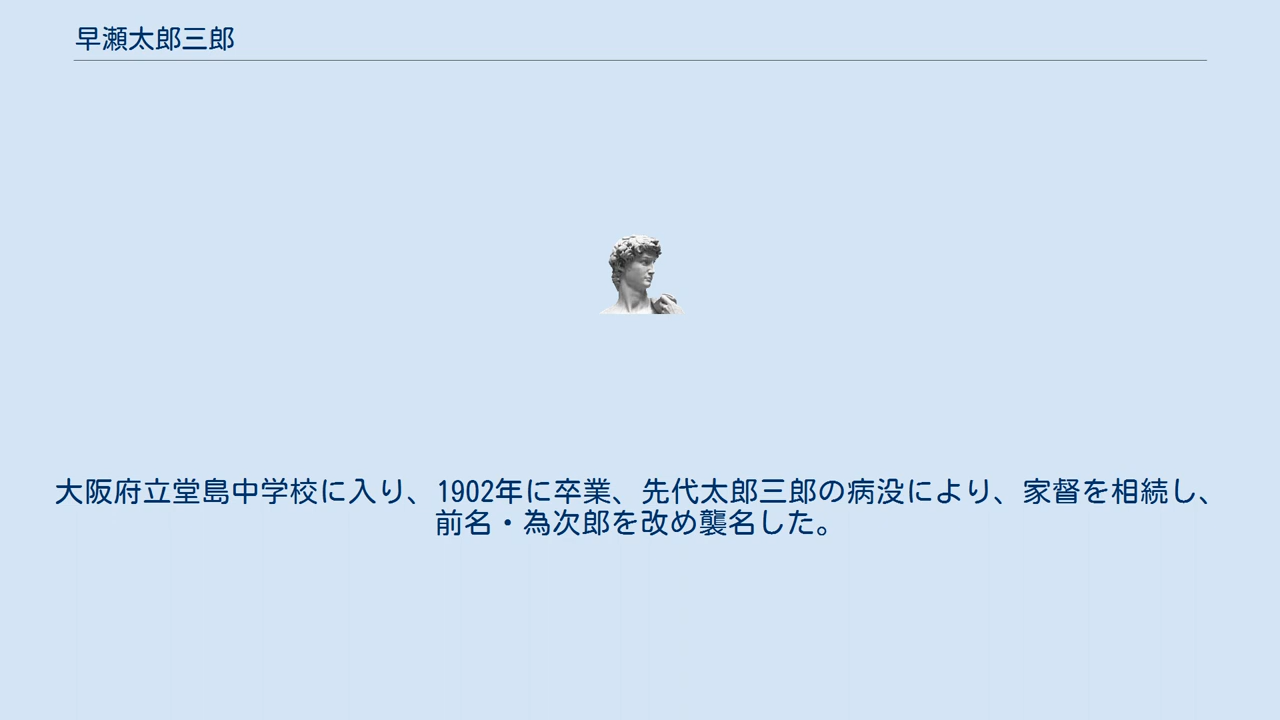 早瀬太郎三郎
大阪府立堂島中学校に入り、1902年に卒業、先代太郎三郎の病没により、家督を相続し、
前名・為次郎を改め襲名した。